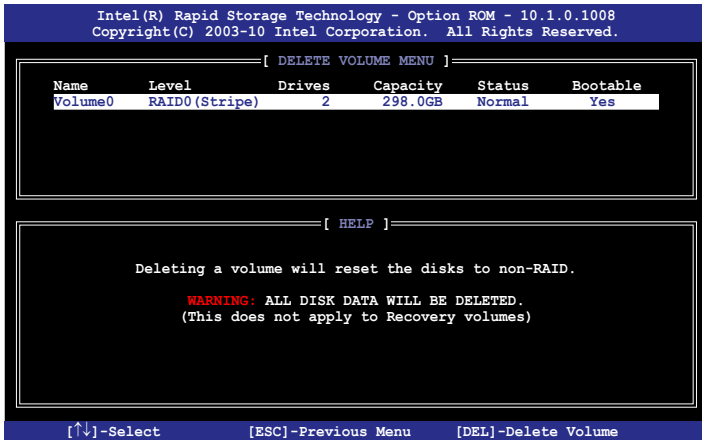 Intel(R) Rapid Storage Technology - Option ROM - 10.1.0.1008
Copyright(C) 2003-10 Intel Corporation. All Rights Reserved.
[ DELETE VOLUME MENU ]
Name Level Drives Capacity Status Bootable
Volume0 RAID0(Stripe) 2 298.0GB Normal Yes
[ HELP ]
Deleting a volume will reset the disks to non-RAID.
WARNING: ALL DISK DATA WILL BE DELETED.
(This does not apply to Recovery volumes)
[↑↓]-Select [ESC]-Previous Menu [DEL]-Delete Volume